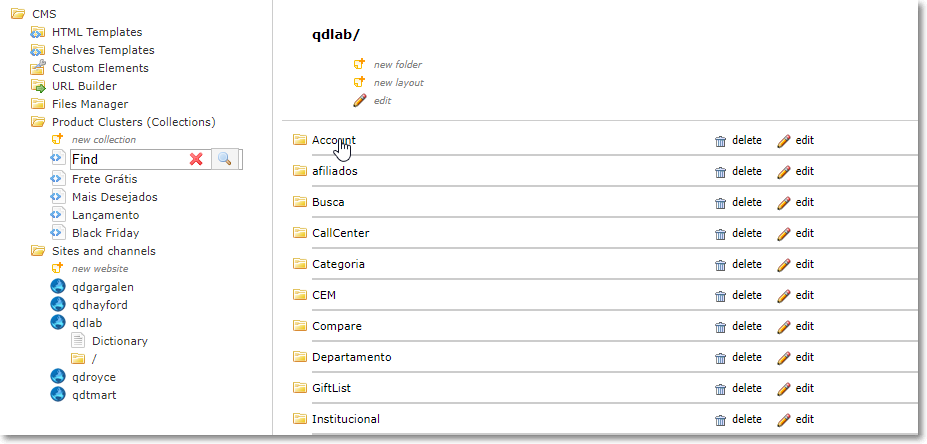 CMS
HTML Templates
Shelves Templates
Custom Elements
URL Builder
Files Manager
Product Clusters (Collections)
new collection
Find
Frete Grátis
Mais Desejados
Lançamento
Black Friday
Sites and channels
new website
qdgargalen
qdhayford
qdlab
Dictionary
/
qdroyce
qdtmart
qdlab/
new folder
new layout
edit
Account delete edit
afiliados delete edit
Busca delete edit
CallCenter delete edit
Categoria delete edit
CEM delete edit
Compare delete edit
Departamento delete edit
GiftList delete edit
Institucional delete edit